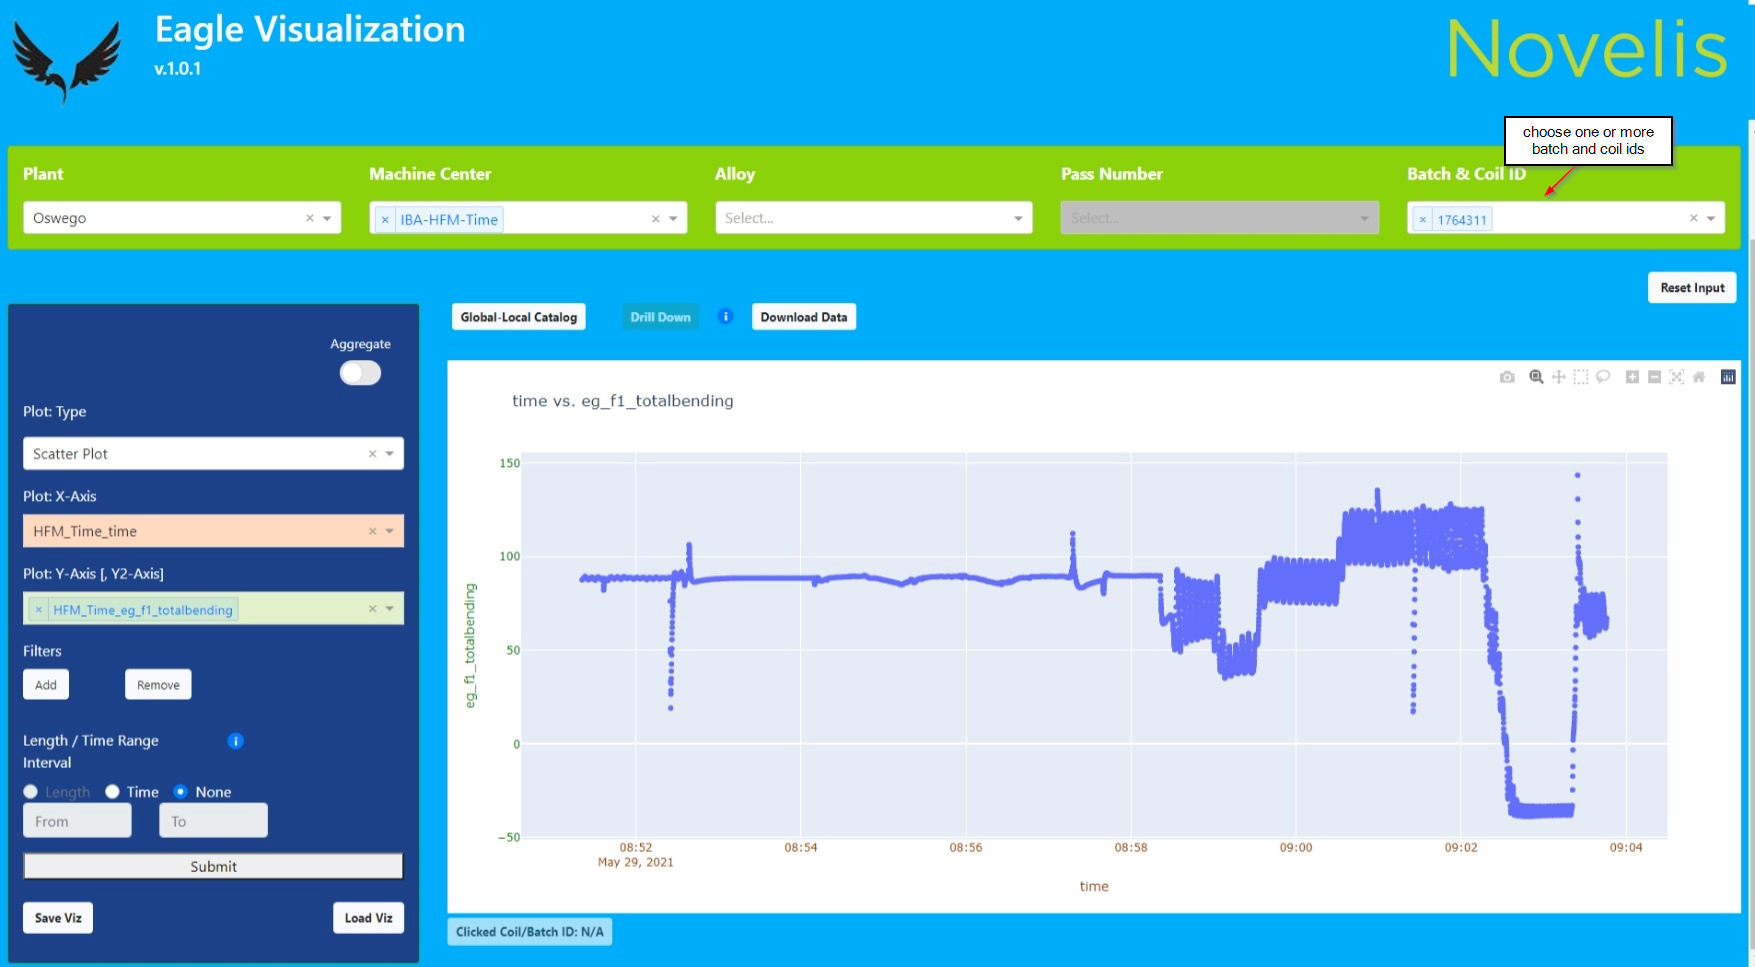 Eagle Visualization
v.1.0.1
Novelis
choose one or more
batch and coil ids
Plant
Machine Center
Alloy
Pass Number
Batch & Coil ID
Oswego
× IBA-HFM-Time
Select...
Select...
× 1764311
Reset Input
Global-Local Catalog
Drill Down
i
Download Data
Aggregate
Plot: Type
Scatter Plot
Plot: X-Axis
HFM_Time_time
Plot: Y-Axis [, Y2-Axis]
× HFM_Time_eg_f1_totalbending
Filters
Add
Remove
Length / Time Range
Interval
i
Length
Time
None
From
To
Submit
Save Viz
Load Viz
time vs. eg_f1_totalbending
150
100
50
0
−50
eg_f1_totalbending
08:52
May 29, 2021
08:54
08:56
08:58
09:00
09:02
09:04
time
Clicked Coil/Batch ID: N/A